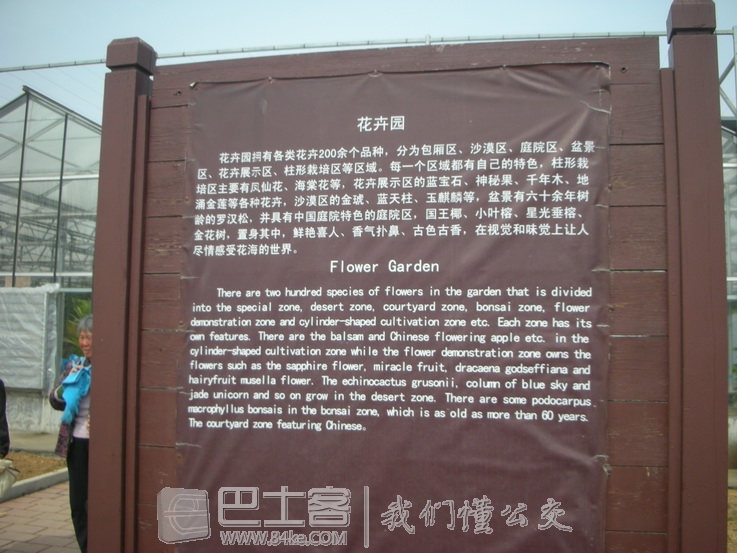 花卉园
花卉园拥有各类花卉200余个品种，分为包厢区、沙漠区、庭院区、盆景
区、花卉展示区、柱形栽培区等区域。每一个区域都有自己的特色，柱形栽
培区主要有凤仙花、海棠花等，花卉展示区的蓝宝石、神秘果、千年木、地
涌金莲等各种花卉，沙漠区的金琥、蓝天柱、玉麒麟等，盆景有六十余年树
龄的罗汉松，并具有中国庭院特色的庭院区，国王椰、小叶榕、星光垂榕、
金花树，置身其中，鲜艳喜人、香气扑鼻、古色古香，在视觉和味觉上让人
尽情感受花海的世界。
Flower Garden
There are two hundred species of flowers in the garden that is divided
into the special zone, desert zone, courtyard zone, bonsai zone, flower
demonstration zone and cylinder-shaped cultivation zone etc. Each zone has its
own features. There are the balsam and Chinese flowering apple etc. in the
cylinder-shaped cultivation zone while the flower demonstration zone owns the
flowers such as the sapphire flower, miracle fruit, dracaena godseffiana and
hairyfruit musella flower. The echinocactus grusonii, column of blue sky and
jade unicorn and so on grow in the desert zone. There are some podocarpus
macrophyllus bonsais in the bonsai zone, which is as old as more than 60 years.
The courtyard zone featuring Chinese。
巴士客 我们懂公交
www.84ke.com